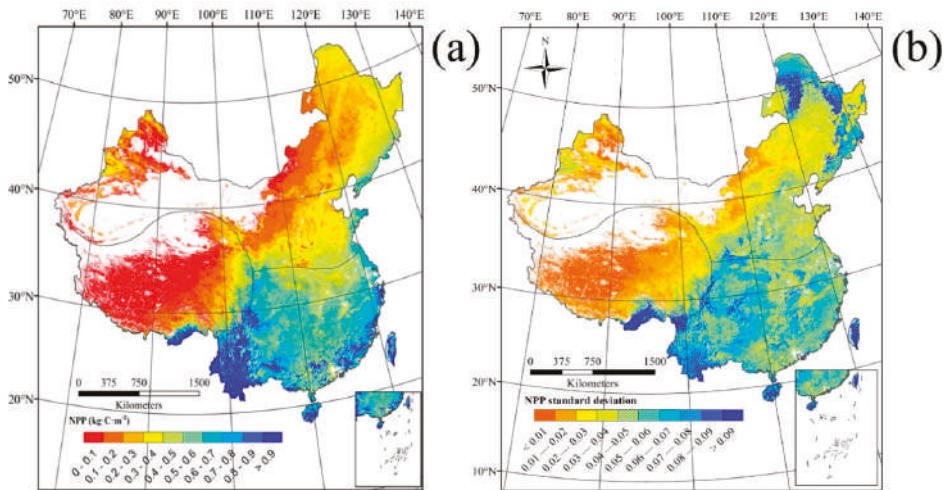 70°E 80°E 90°E 100°E 110°E 120°E 130°E 140°E
(a)
50°N
40°N
30°N
20°N
0 375 750 1500
Kilometers
NPP (kg·C·m⁻²)
0 - 0.1
0.1 - 0.2
0.2 - 0.3
0.3 - 0.4
0.4 - 0.5
0.5 - 0.6
0.6 - 0.7
0.7 - 0.8
0.8 - 0.9
> 0.9
70°E 80°E 90°E 100°E 110°E 120°E 130°E 140°E
(b)
N
50°N
40°N
30°N
20°N
10°N
0 375 750 1500
Kilometers
NPP standard deviation
< 0.01
0.01 — 0.02
0.02 — 0.03
0.03 — 0.04
0.04 — 0.05
0.05 — 0.06
0.06 — 0.07
0.07 — 0.08
0.08 — 0.09
> 0.09